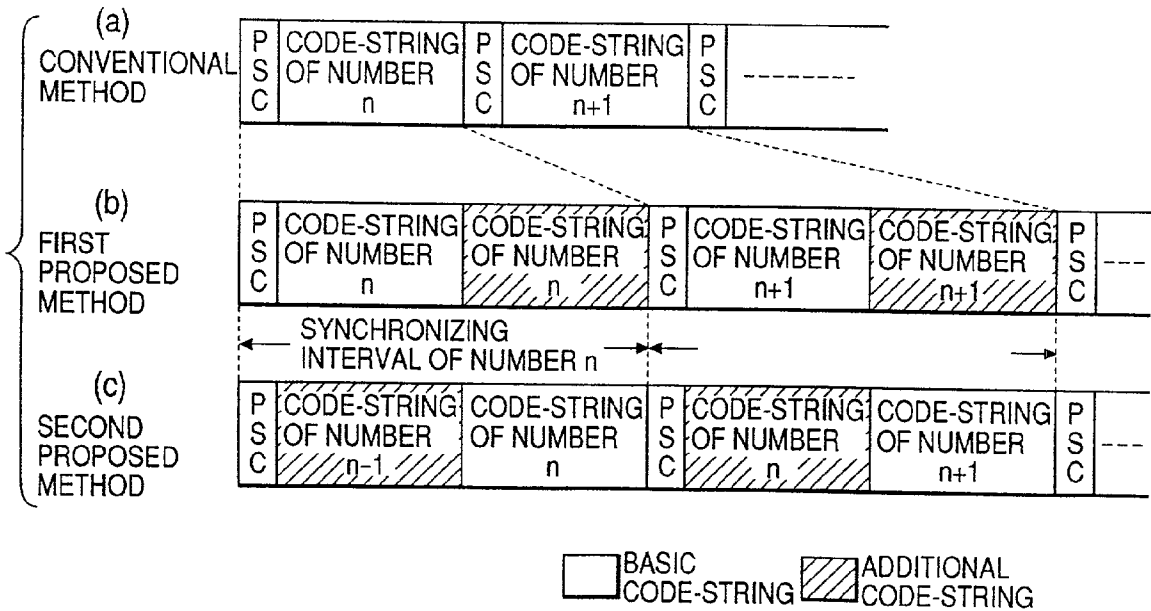 (a)
CONVENTIONAL
METHOD
P
S
C
CODE-STRING
OF NUMBER
n
P
S
C
CODE-STRING
OF NUMBER
n+1
P
S
C
(b)
FIRST
PROPOSED
METHOD
P
S
C
CODE-STRING
OF NUMBER
n
CODE-STRING
OF NUMBER
n
P
S
C
CODE-STRING
OF NUMBER
n+1
CODE-STRING
OF NUMBER
n+1
P
S
C
SYNCHRONIZING
INTERVAL OF NUMBER n
(c)
SECOND
PROPOSED
METHOD
P
S
C
CODE-STRING
OF NUMBER
n-1
CODE-STRING
OF NUMBER
n
P
S
C
CODE-STRING
OF NUMBER
n
CODE-STRING
OF NUMBER
n+1
P
S
C
BASIC
CODE-STRING
ADDITIONAL
CODE-STRING